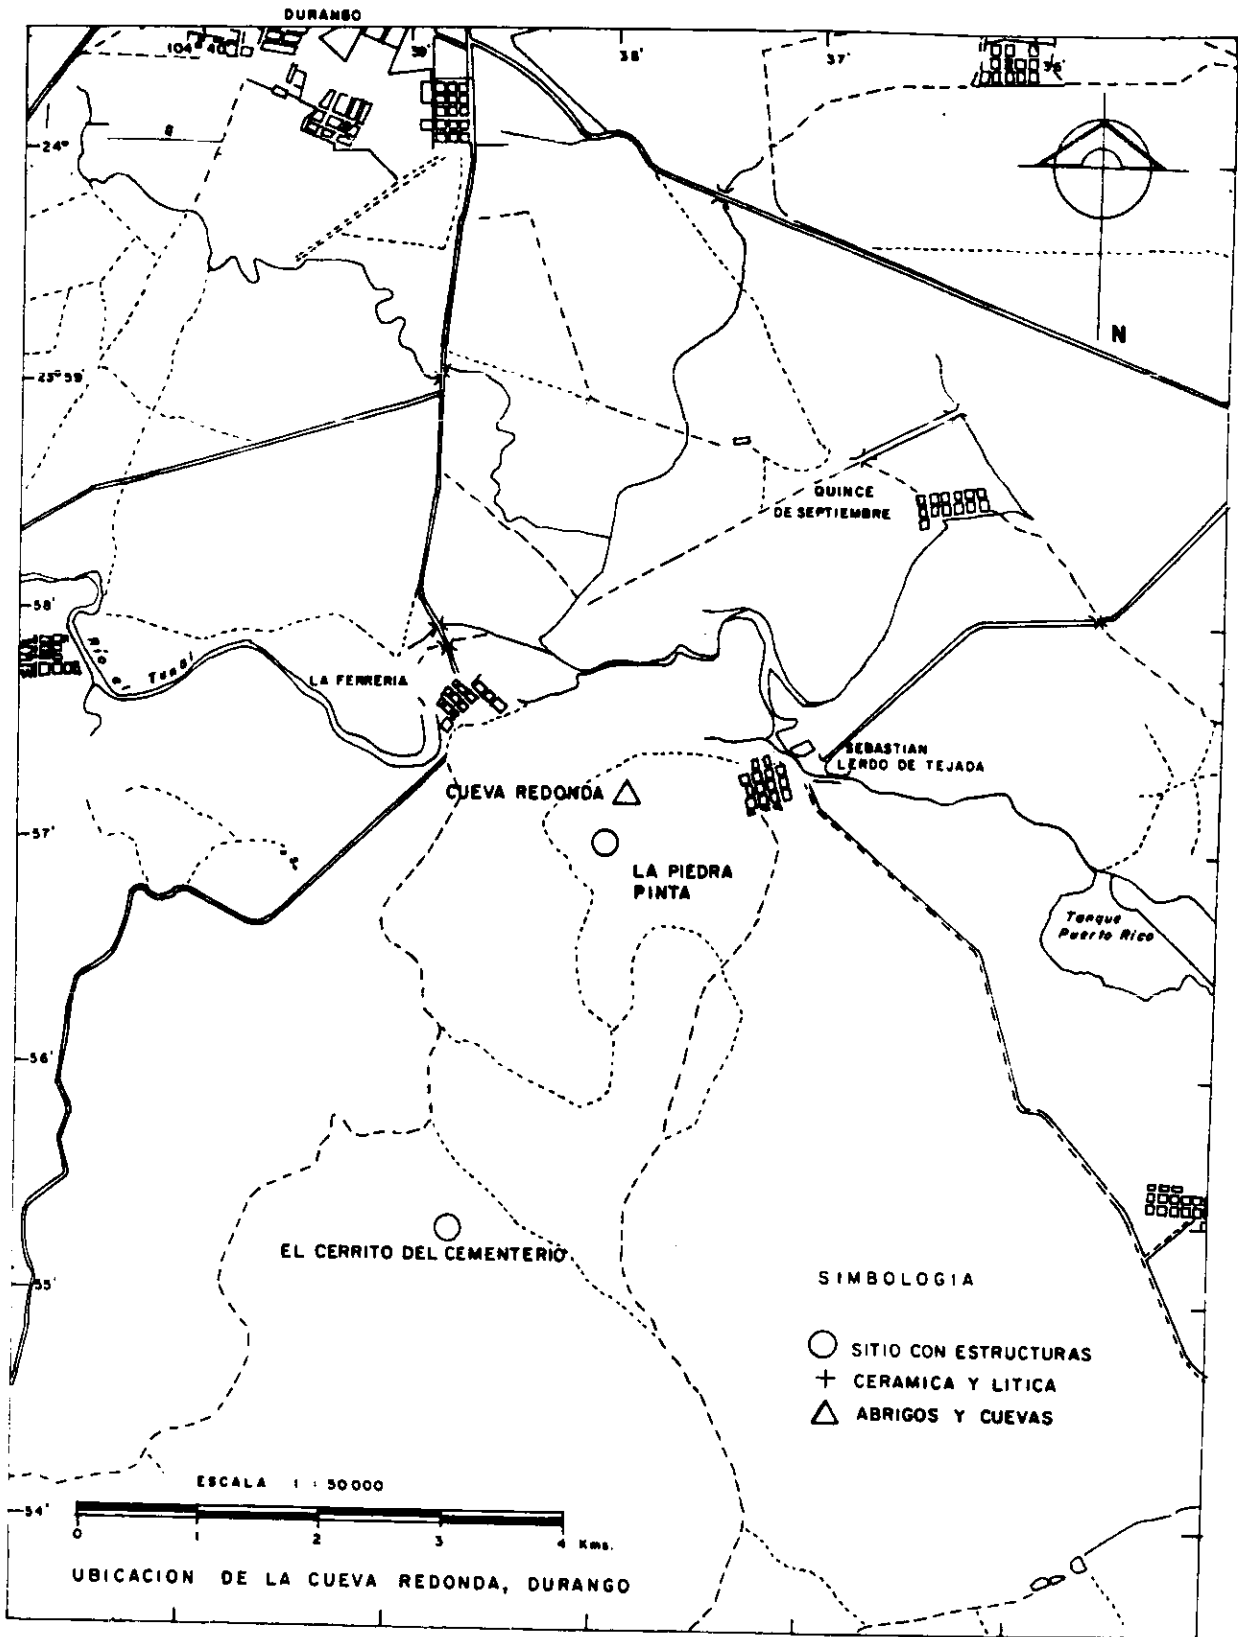 DURANGO
104° 40'
39'
38'
37'
36'
24°
N
23° 59'
QUINCE
DE SEPTIEMBRE
58'
Río el Tunal
LA FERRERIA
SEBASTIAN
LERDO DE TEJADA
CUEVA REDONDA
57'
LA PIEDRA
PINTA
Tanque
Puerto Rico
56'
EL CERRITO DEL CEMENTERIO
55'
SIMBOLOGIA
SITIO CON ESTRUCTURAS
CERAMICA Y LITICA
ABRIGOS Y CUEVAS
ESCALA 1 : 50000
54'
0 1 2 3 4 Kms.
UBICACION DE LA CUEVA REDONDA, DURANGO